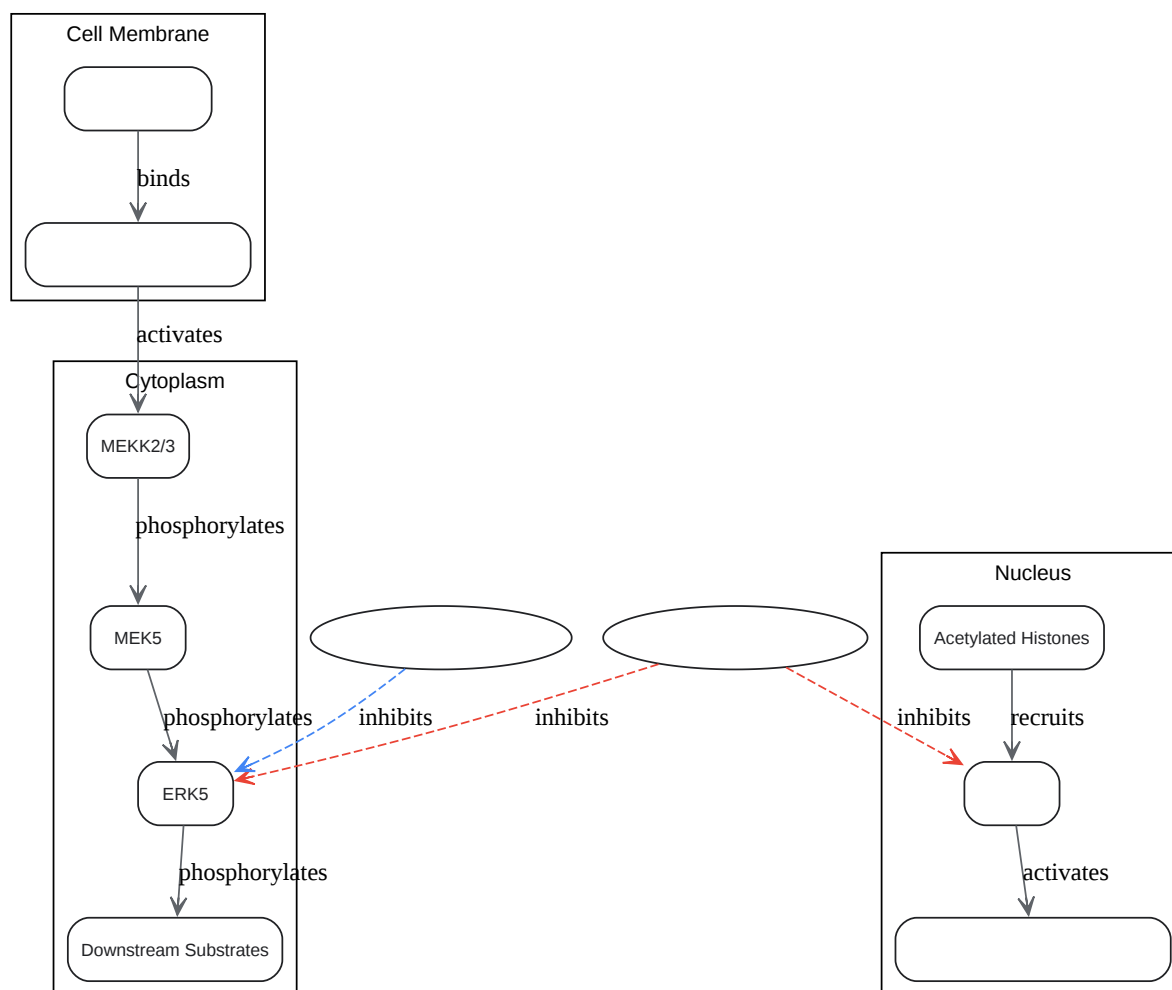 Cell Membrane
binds
activates
Cytoplasm
MEKK2/3
phosphorylates
MEK5
phosphorylates
inhibits
inhibits
ERK5
phosphorylates
Downstream Substrates
Nucleus
Acetylated Histones
inhibits
recruits
activates